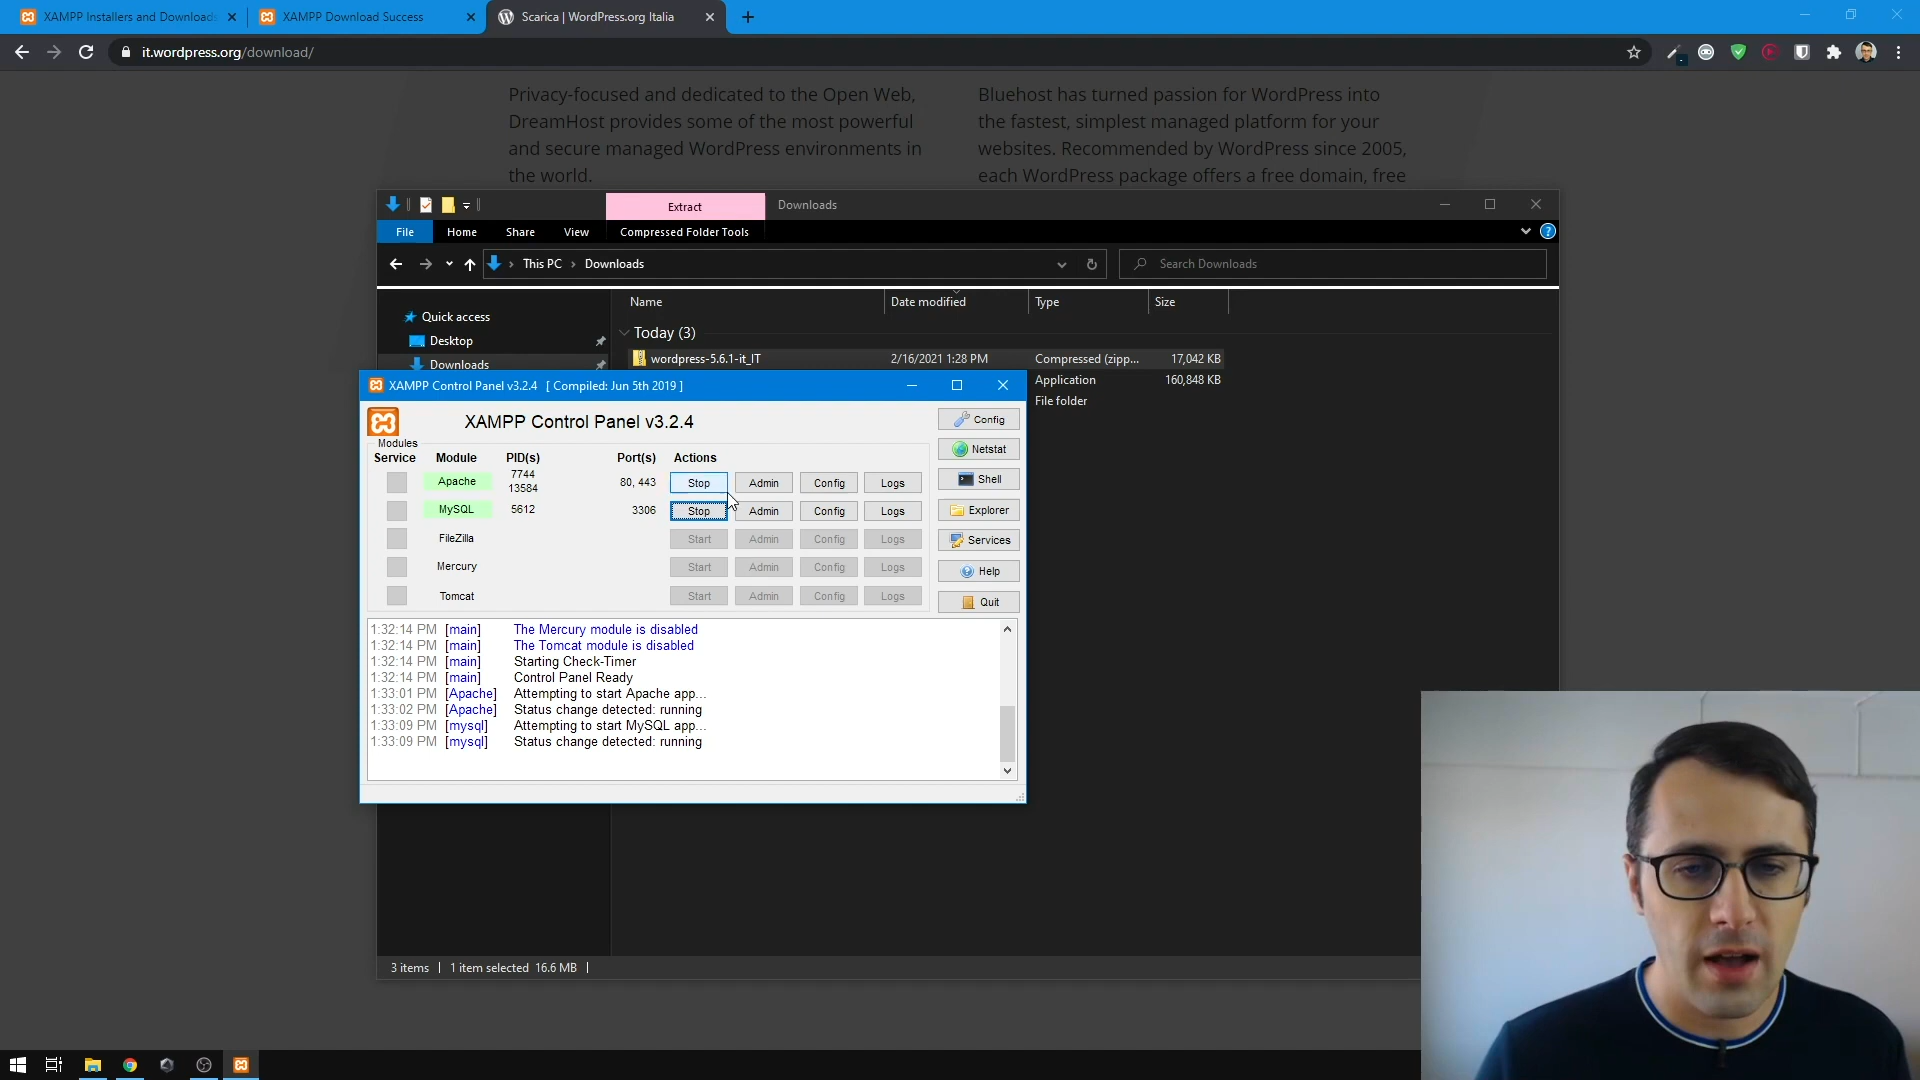 XAMPP Installers and Downloads
XAMPP Download Success
Scarica | WordPress.org Italia
it.wordpress.org/download/
Privacy-focused and dedicated to the Open Web,
DreamHost provides some of the most powerful
and secure managed WordPress environments in
the world.
Bluehost has turned passion for WordPress into
the fastest, simplest managed platform for your
websites. Recommended by WordPress since 2005,
each WordPress package offers a free domain, free
Extract
Downloads
File
Home
Share
View
Compressed Folder Tools
This PC
Downloads
Search Downloads
Name
Date modified
Type
Size
Quick access
Desktop
Downloads
Today (3)
wordpress-5.6.1-it_IT
2/16/2021 1:28 PM
Compressed (zipp...
17,042 KB
Application
160,848 KB
File folder
XAMPP Control Panel v3.2.4 [ Compiled: Jun 5th 2019 ]
XAMPP Control Panel v3.2.4
Modules
Service
Module
PID(s)
Port(s)
Actions
Apache
7744
13584
80, 443
Stop
Admin
Config
Logs
MySQL
5612
3306
Stop
Admin
Config
Logs
FileZilla
Start
Admin
Config
Logs
Mercury
Start
Admin
Config
Logs
Tomcat
Start
Admin
Config
Logs
Config
Netstat
Shell
Explorer
Services
Help
Quit
1:32:14 PM [main] The Mercury module is disabled
1:32:14 PM [main] The Tomcat module is disabled
1:32:14 PM [main] Starting Check-Timer
1:32:14 PM [main] Control Panel Ready
1:33:01 PM [Apache] Attempting to start Apache app...
1:33:02 PM [Apache] Status change detected: running
1:33:09 PM [mysql] Attempting to start MySQL app...
1:33:09 PM [mysql] Status change detected: running
3 items
1 item selected 16.6 MB